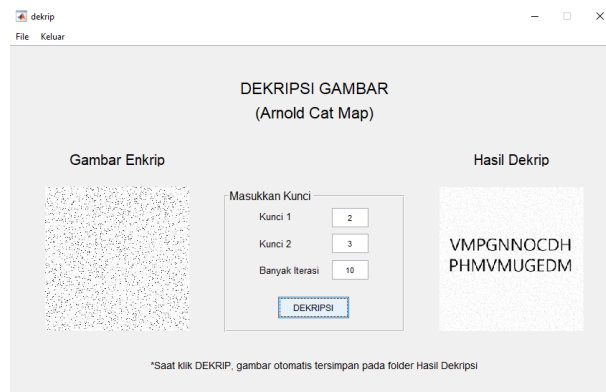 dekrip
File Keluar
DEKRIPSI GAMBAR
(Arnold Cat Map)
Gambar Enkrip
Masukkan Kunci
Kunci 1 2
Kunci 2 3
Banyak Iterasi 10
DEKRIPSI
Hasil Dekrip
VMPGNNOCDH
PHMVMUGEDM
*Saat klik DEKRIP, gambar otomatis tersimpan pada folder Hasil Dekripsi